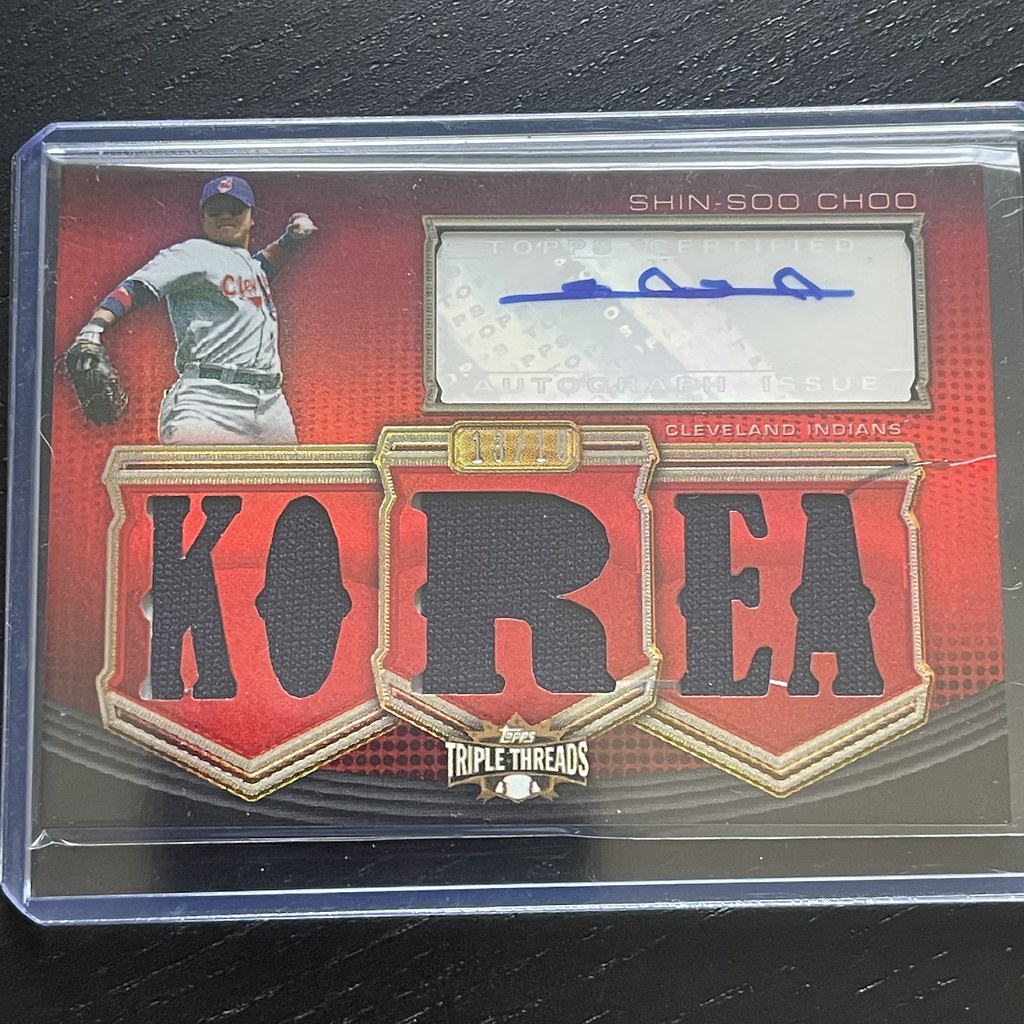 SHIN-SOO CHOO
TOPPS CERTIFIED
AUTOGRAPH ISSUE
CLEVELAND INDIANS
KOREA
Topps
TRIPLE THREADS